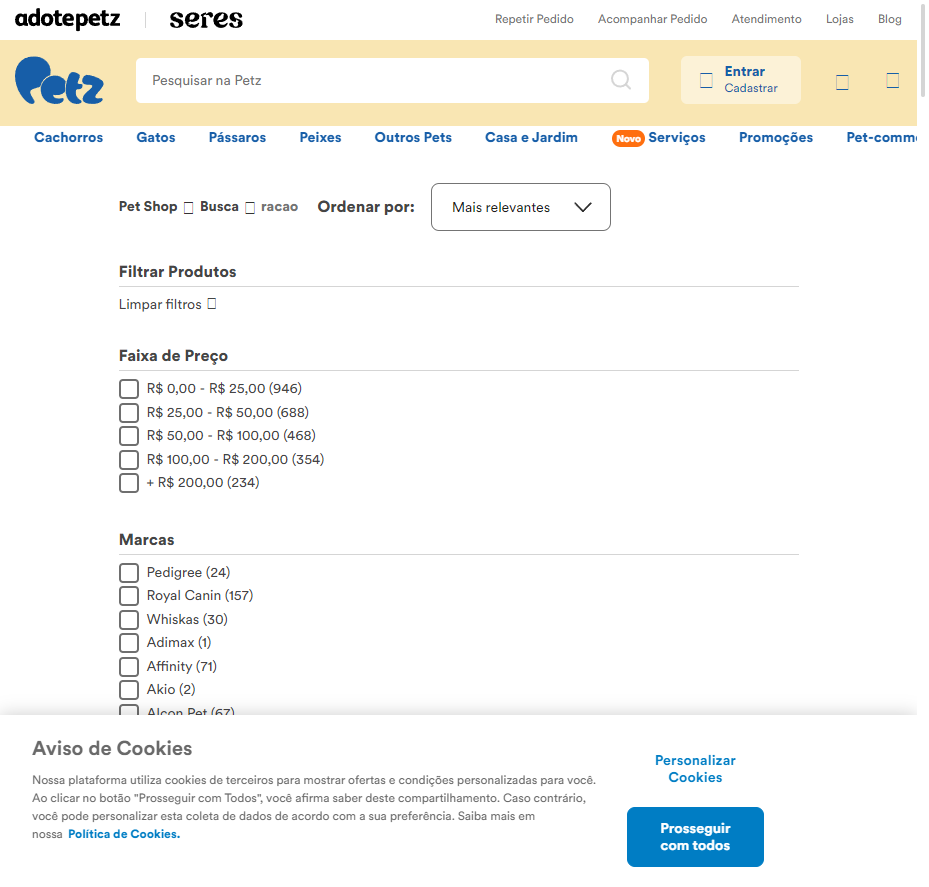 adotepetz seres Repetir Pedido Acompanhar Pedido Atendimento Lojas Blog
Petz Pesquisar na Petz Entrar
Cadastrar
Cachorros Gatos Pássaros Peixes Outros Pets Casa e Jardim Novo Serviços Promoções Pet-comme
Pet Shop Busca racao Ordenar por: Mais relevantes
Filtrar Produtos
Limpar filtros
Faixa de Preço
R$ 0,00 - R$ 25,00 (946)
R$ 25,00 - R$ 50,00 (688)
R$ 50,00 - R$ 100,00 (468)
R$ 100,00 - R$ 200,00 (354)
+ R$ 200,00 (234)
Marcas
Pedigree (24)
Royal Canin (157)
Whiskas (30)
Adimax (1)
Affinity (71)
Akio (2)
Alcon Pet (67)
Aviso de Cookies
Nossa plataforma utiliza cookies de terceiros para mostrar ofertas e condições personalizadas para você.
Ao clicar no botão “Prosseguir com Todos”, você afirma saber deste compartilhamento. Caso contrário,
você pode personalizar esta coleta de dados de acordo com a sua preferência. Saiba mais em
nossa Política de Cookies.
Personalizar
Cookies
Prosseguir
com todos